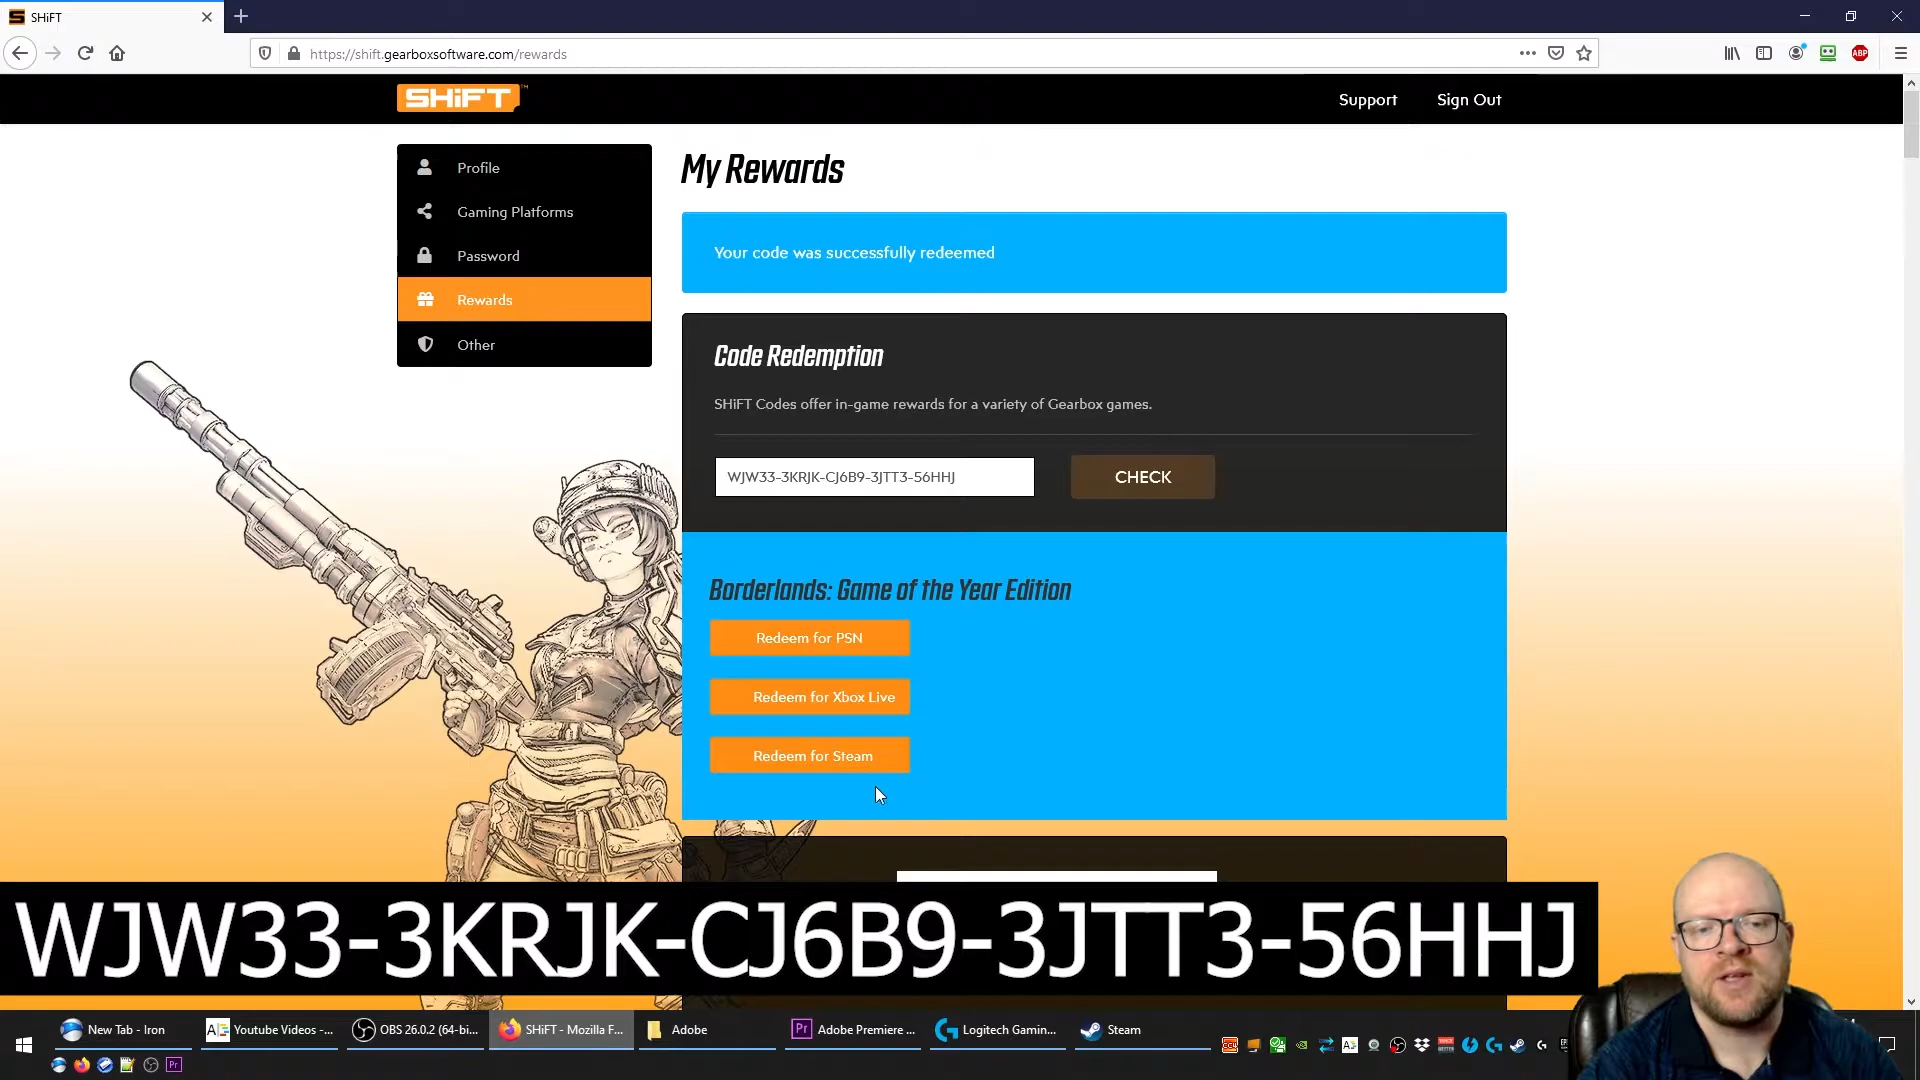 SHiFT
https://shift.gearboxsoftware.com/rewards
ABP
SHiFT™
Support
Sign Out
Profile
Gaming Platforms
Password
Rewards
Other
My Rewards
Your code was successfully redeemed
Code Redemption
SHiFT Codes offer in-game rewards for a variety of Gearbox games.
WJW33-3KRJK-CJ6B9-3JTT3-56HHJ
CHECK
Borderlands: Game of the Year Edition
Redeem for PSN
Redeem for Xbox Live
Redeem for Steam
WJW33-3KRJK-CJ6B9-3JTT3-56HHJ
New Tab - Iron
Youtube Videos -...
OBS 26.0.2 (64-bi...
SHiFT - Mozilla F...
Adobe
Pr
Adobe Premiere ...
Logitech Gamin...
Steam
Pr